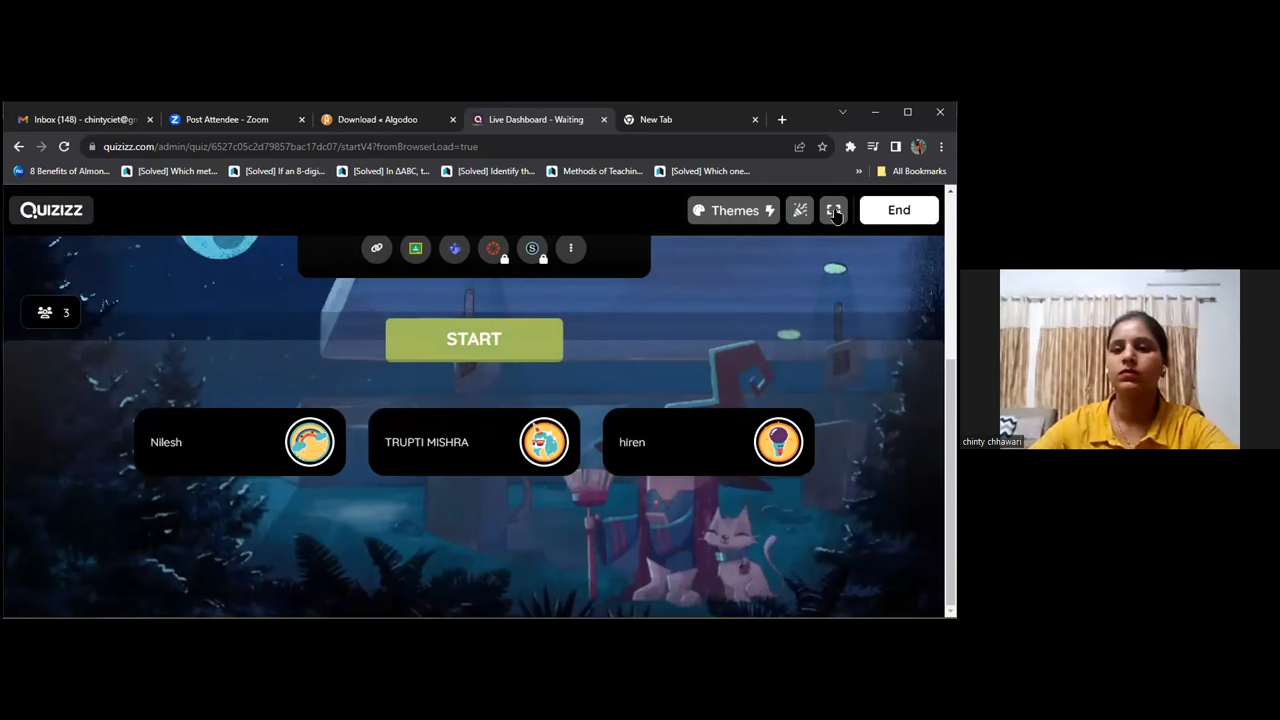 Inbox (148) - chintyciet@gm
Post Attendee - Zoom
Download « Algodoo
Live Dashboard - Waiting
New Tab
quizizz.com/admin/quiz/6527c05c2d79857bac17dc07/startV4?fromBrowserLoad=true
8 Benefits of Almon...
[Solved] Which met...
[Solved] If an 8-digi...
[Solved] In ΔABC, t...
[Solved] Identify th...
Methods of Teachin...
[Solved] Which one...
»
All Bookmarks
QUIZIZZ
Themes
End
3
START
Nilesh
TRUPTI MISHRA
hiren
chinty chhawari